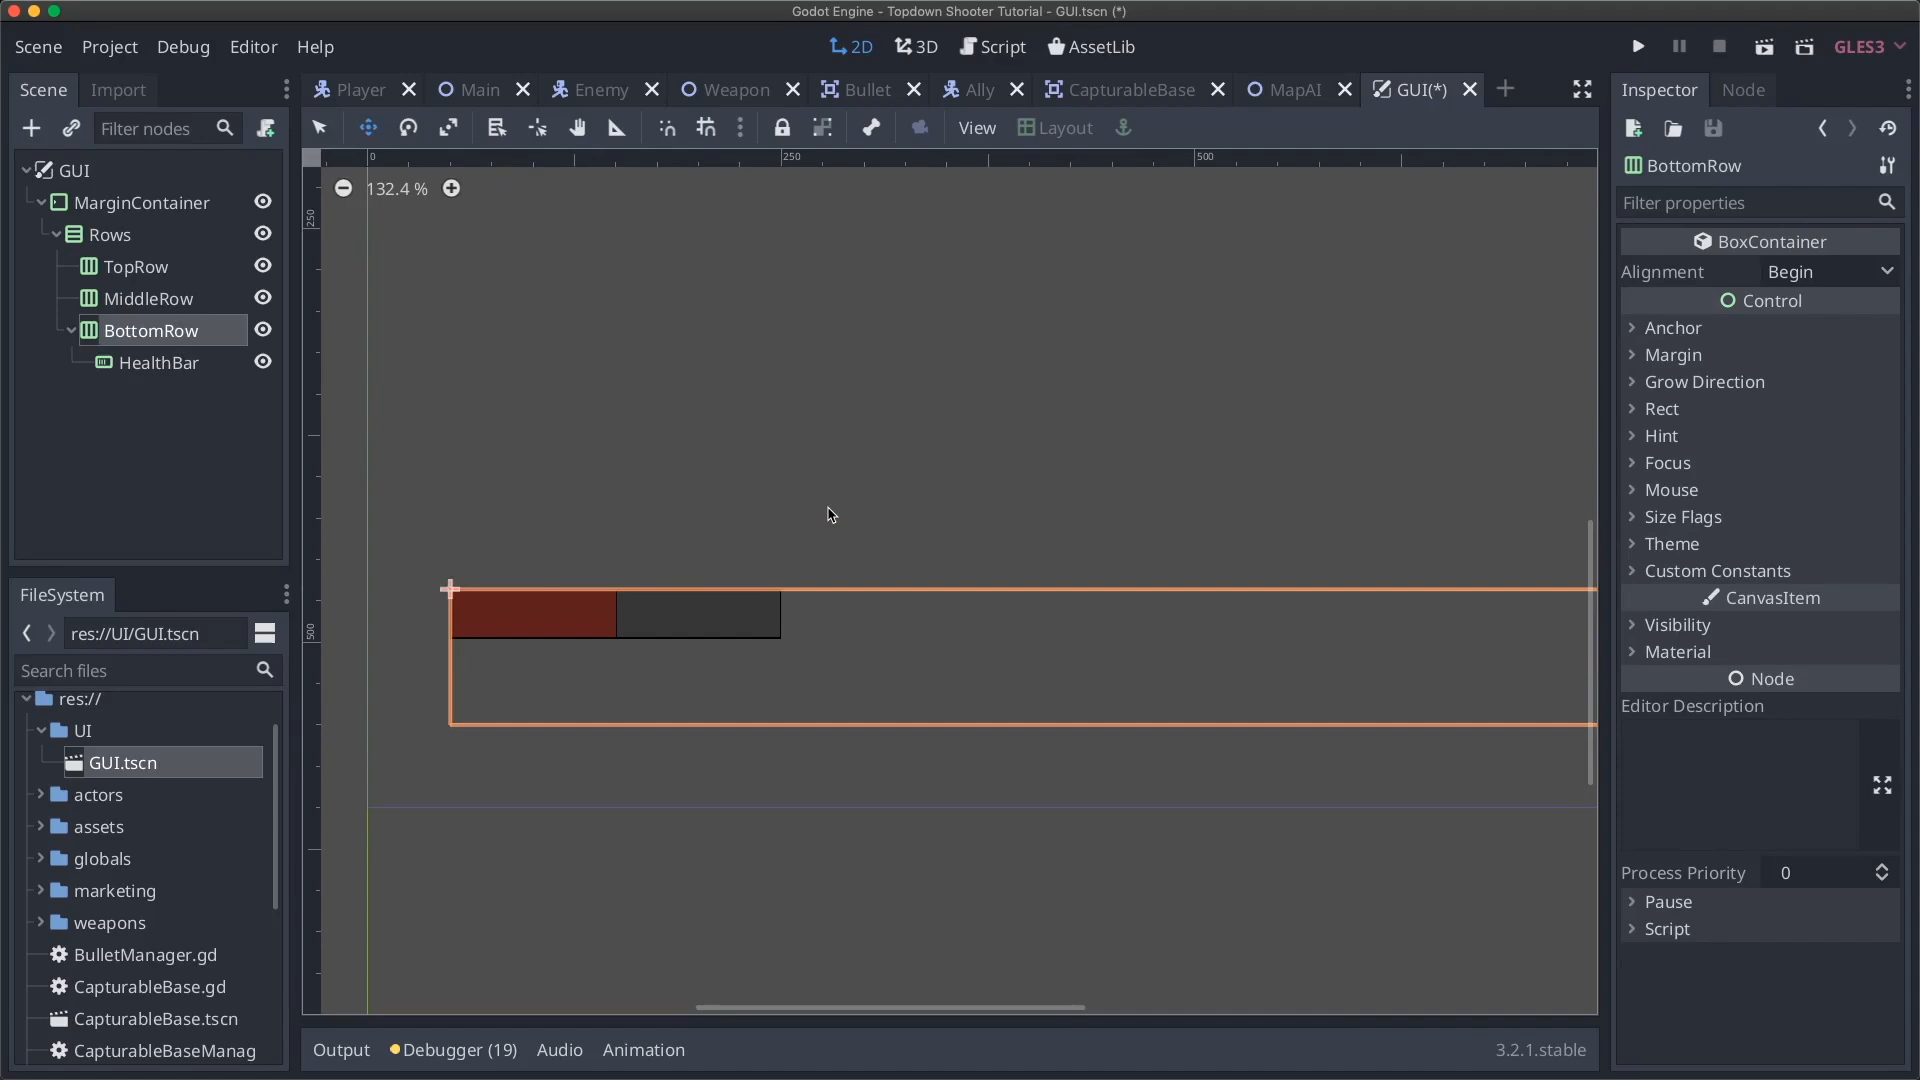 Godot Engine - Topdown Shooter Tutorial - GUI.tscn (*)
Scene Project Debug Editor Help
2D 3D Script AssetLib
GLES3
Scene Import
Player Main Enemy Weapon Bullet Ally CapturableBase MapAI GUI(*)
Inspector Node
Filter nodes
View Layout
0 250 500
132.4 %
250
500
GUI
MarginContainer
Rows
TopRow
MiddleRow
BottomRow
HealthBar
FileSystem
res://UI/GUI.tscn
Search files
res://
UI
GUI.tscn
actors
assets
globals
marketing
weapons
BulletManager.gd
CapturableBase.gd
CapturableBase.tscn
CapturableBaseManag
BottomRow
Filter properties
BoxContainer
Alignment Begin
Control
Anchor
Margin
Grow Direction
Rect
Hint
Focus
Mouse
Size Flags
Theme
Custom Constants
CanvasItem
Visibility
Material
Node
Editor Description
Process Priority 0
Pause
Script
Output Debugger (19) Audio Animation 3.2.1.stable